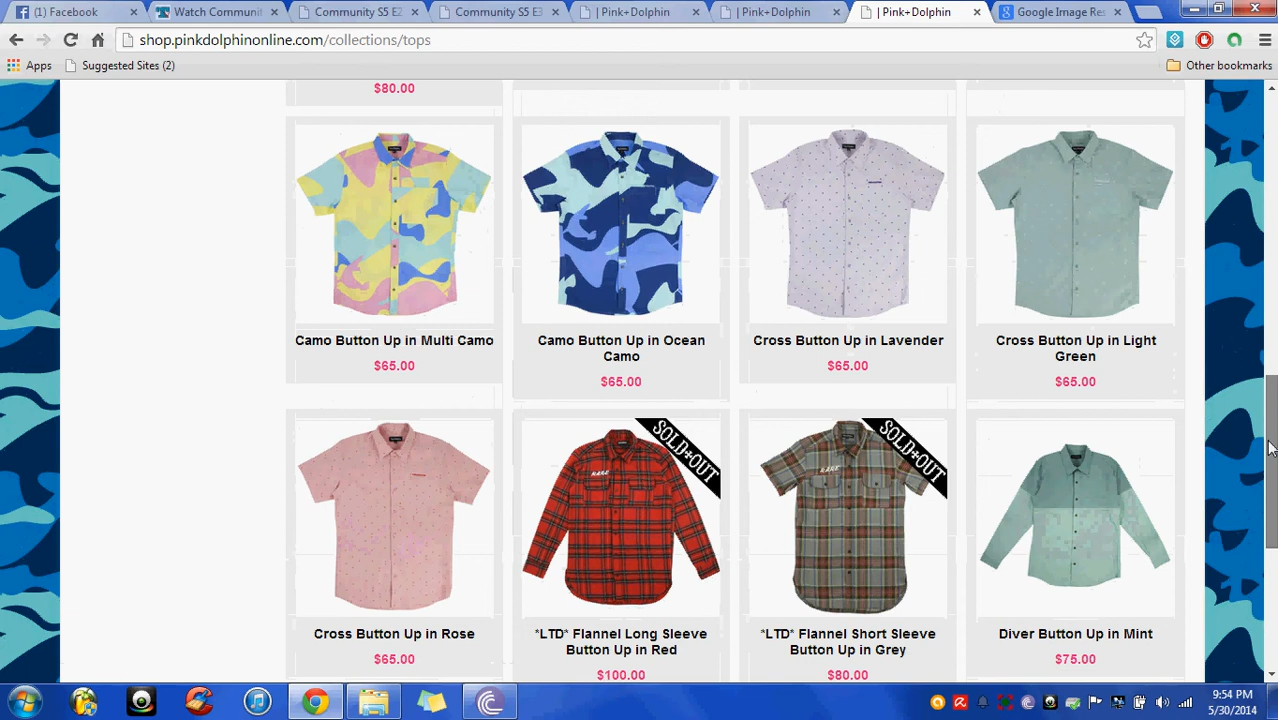 (1) Facebook
Watch Communit
Community S5 E2
Community S5 E3
| Pink+Dolphin
| Pink+Dolphin
| Pink+Dolphin
Google Image Res
shop.pinkdolphinonline.com/collections/tops
Apps
Suggested Sites (2)
Other bookmarks
$80.00
Camo Button Up in Multi Camo
$65.00
Camo Button Up in Ocean
Camo
$65.00
Cross Button Up in Lavender
$65.00
Cross Button Up in Light
Green
$65.00
SOLD+OUT
SOLD+OUT
RARE
RARE
Cross Button Up in Rose
$65.00
*LTD* Flannel Long Sleeve
Button Up in Red
$100.00
*LTD* Flannel Short Sleeve
Button Up in Grey
$80.00
Diver Button Up in Mint
$75.00
9:54 PM
5/30/2014